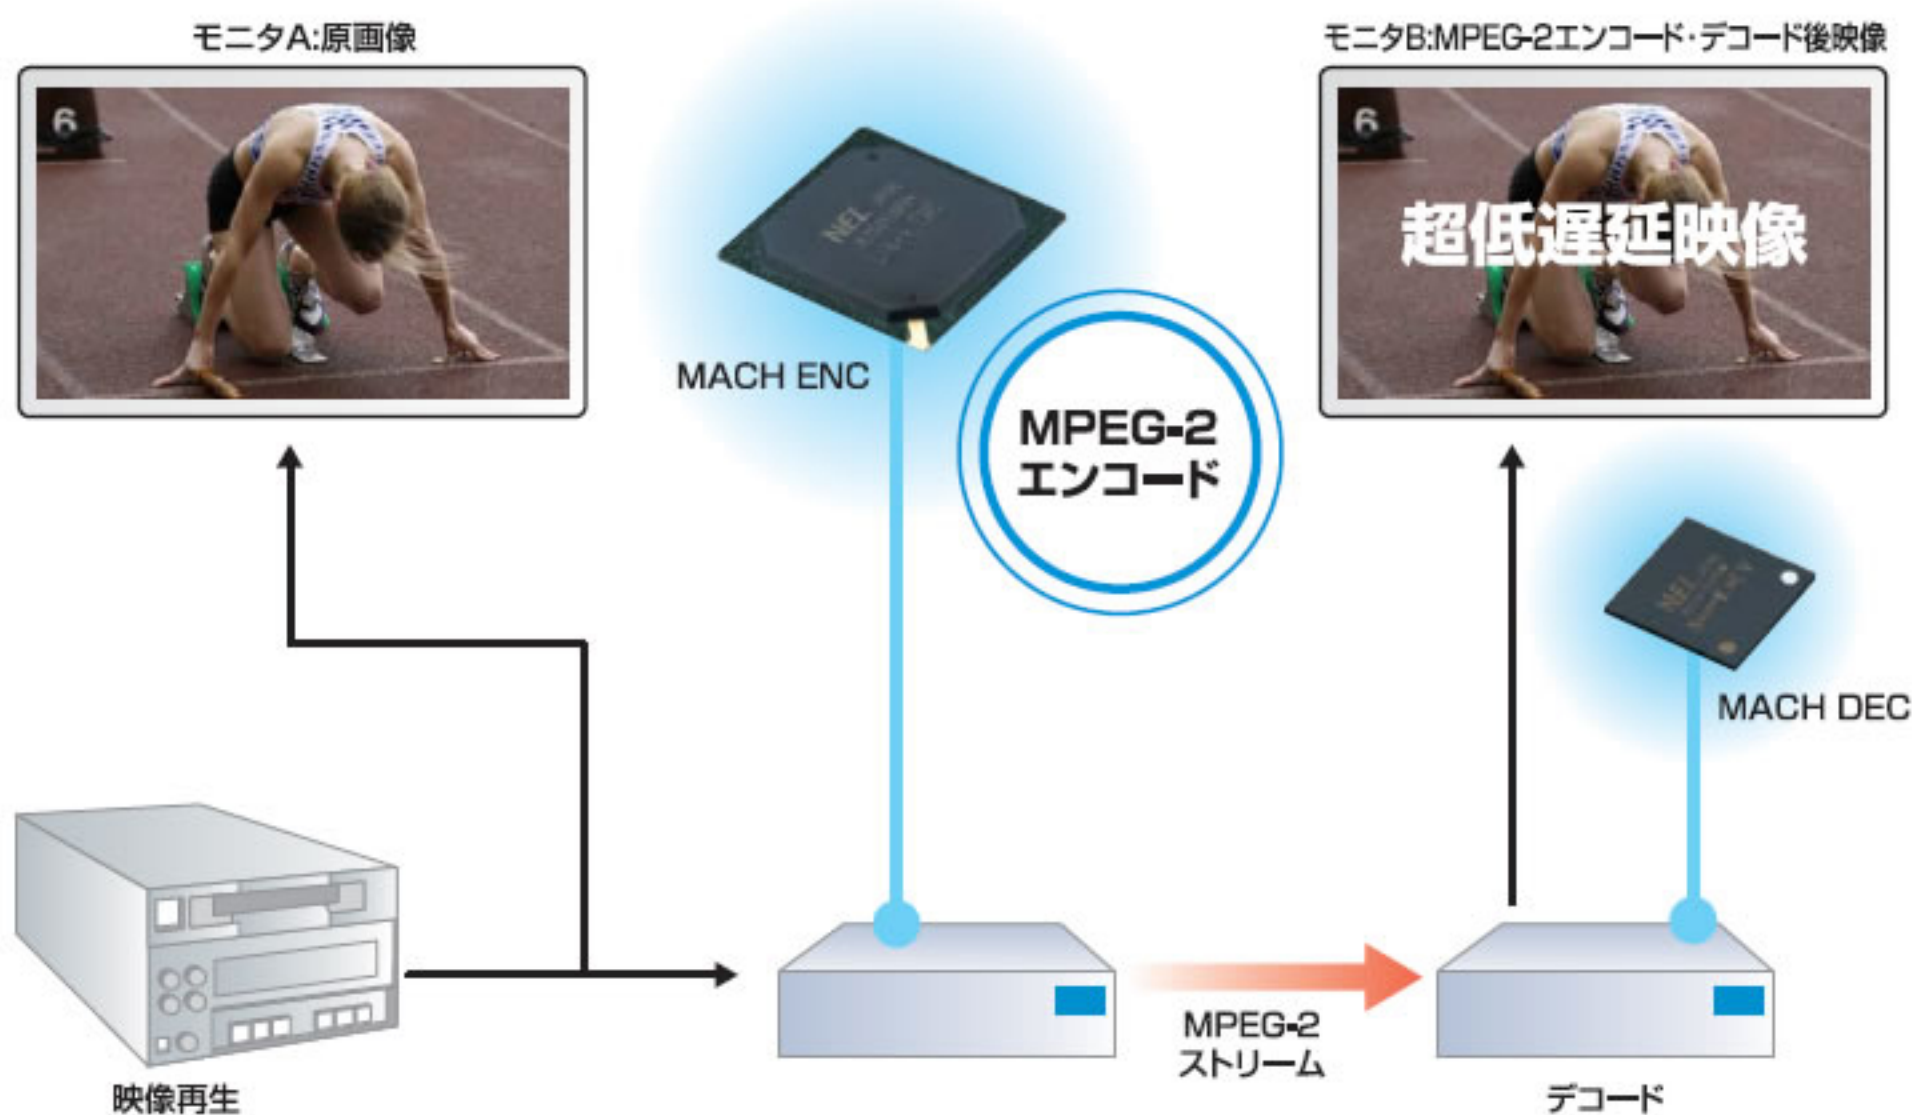 モニタA:原画像
モニタB:MPEG-2エンコード・デコード後映像
6
6
超低遅延映像
NEL
MACH ENC
MPEG-2
エンコード
NEL
MACH DEC
MPEG-2
ストリーム
映像再生
デコード